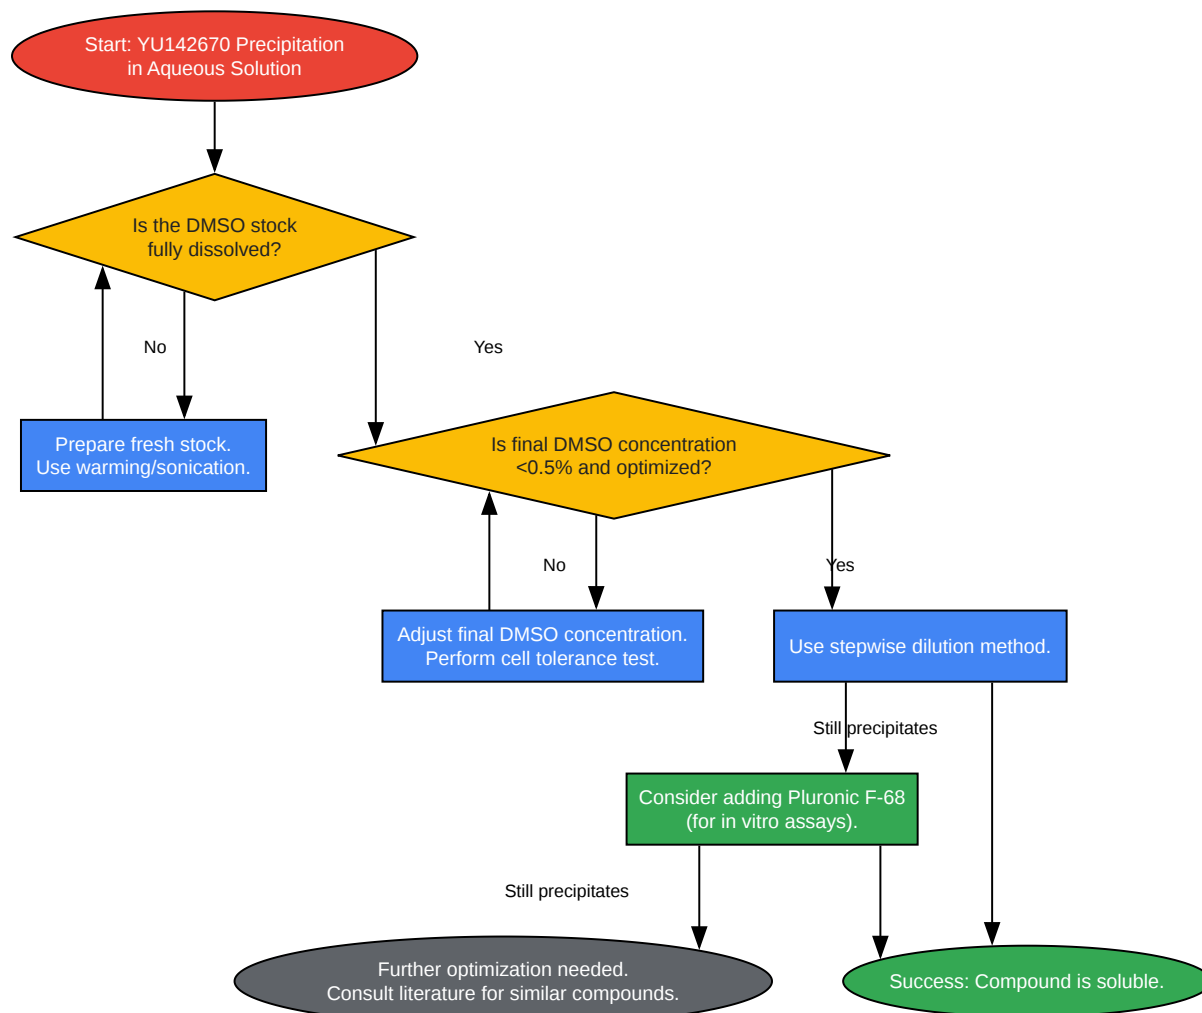 Start: YU142670 Precipitation
in Aqueous Solution
Is the DMSO stock
fully dissolved?
No
Yes
Prepare fresh stock.
Use warming/sonication.
Is final DMSO concentration
<0.5% and optimized?
No
Yes
Adjust final DMSO concentration.
Perform cell tolerance test.
Use stepwise dilution method.
Still precipitates
Consider adding Pluronic F-68
(for in vitro assays).
Still precipitates
Further optimization needed.
Consult literature for similar compounds.
Success: Compound is soluble.